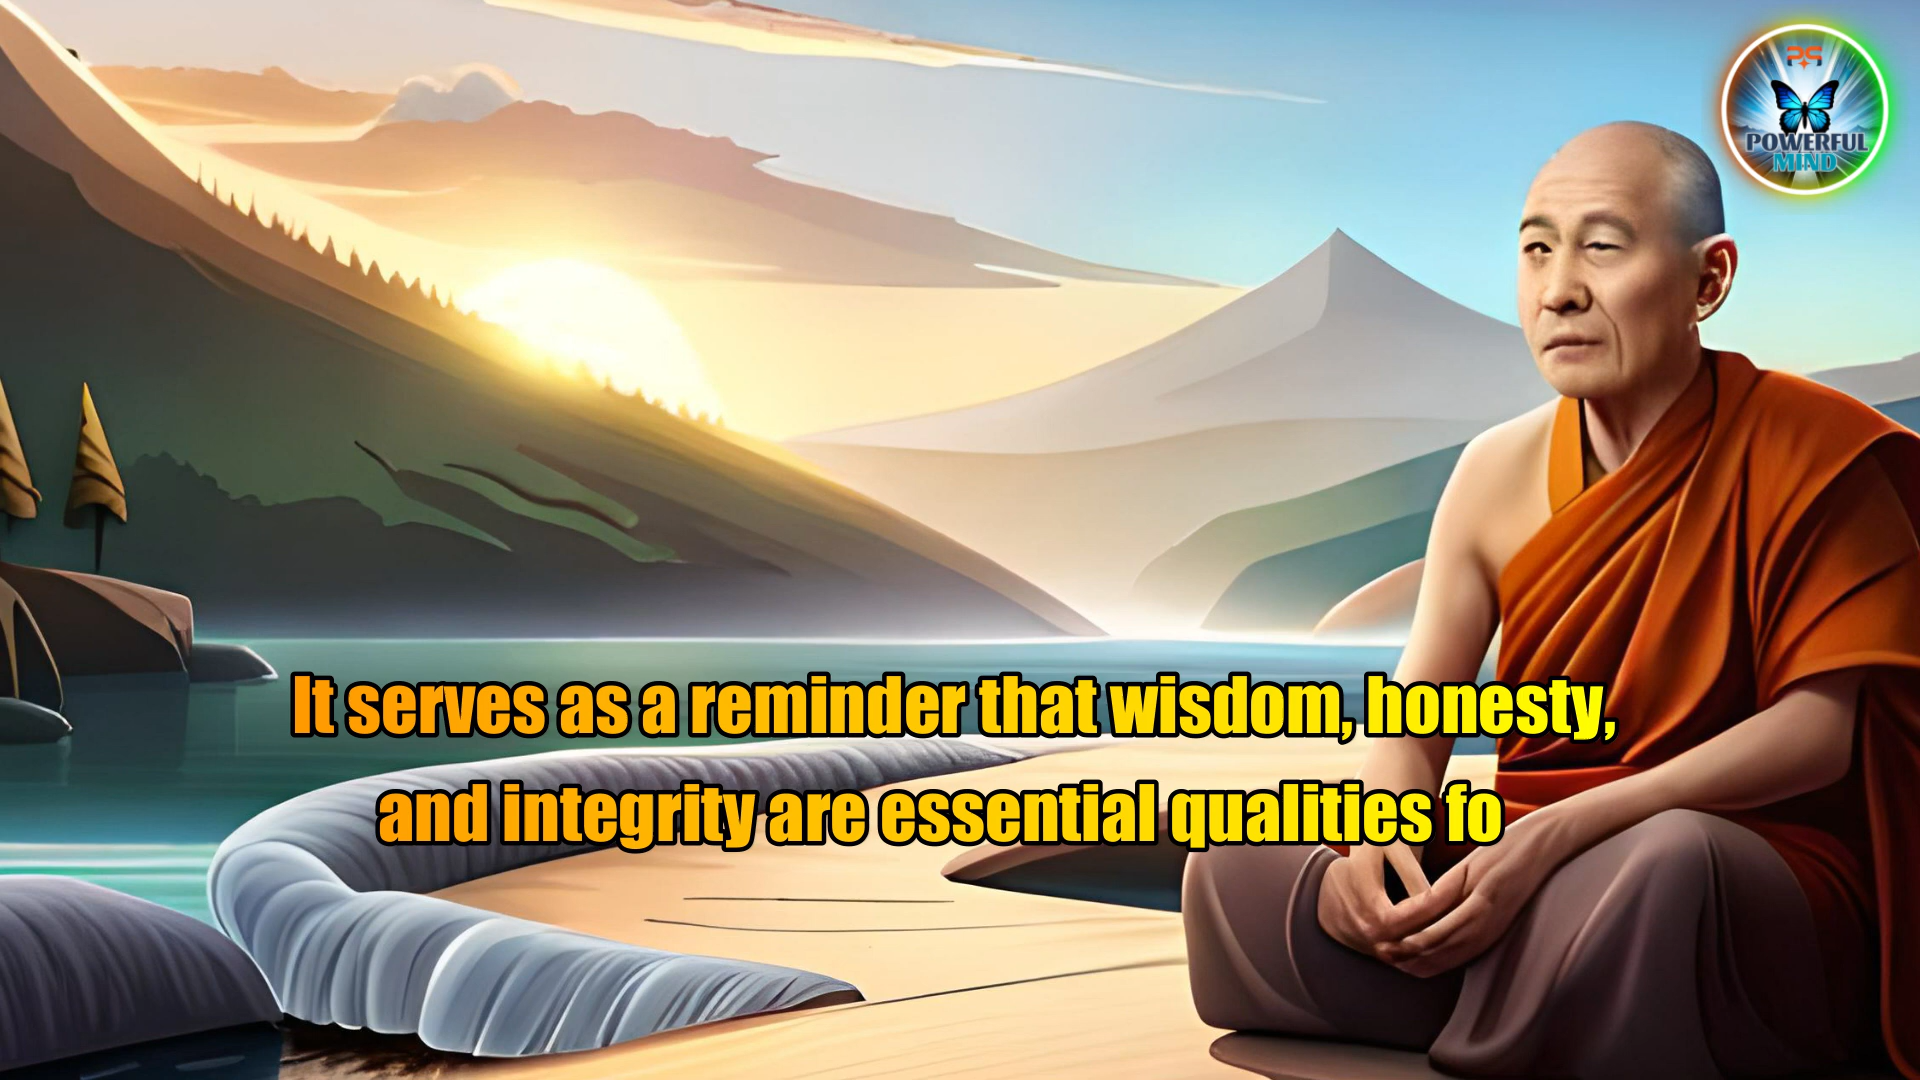 POWERFUL
MIND
It serves as a reminder that wisdom, honesty,
and integrity are essential qualities fo